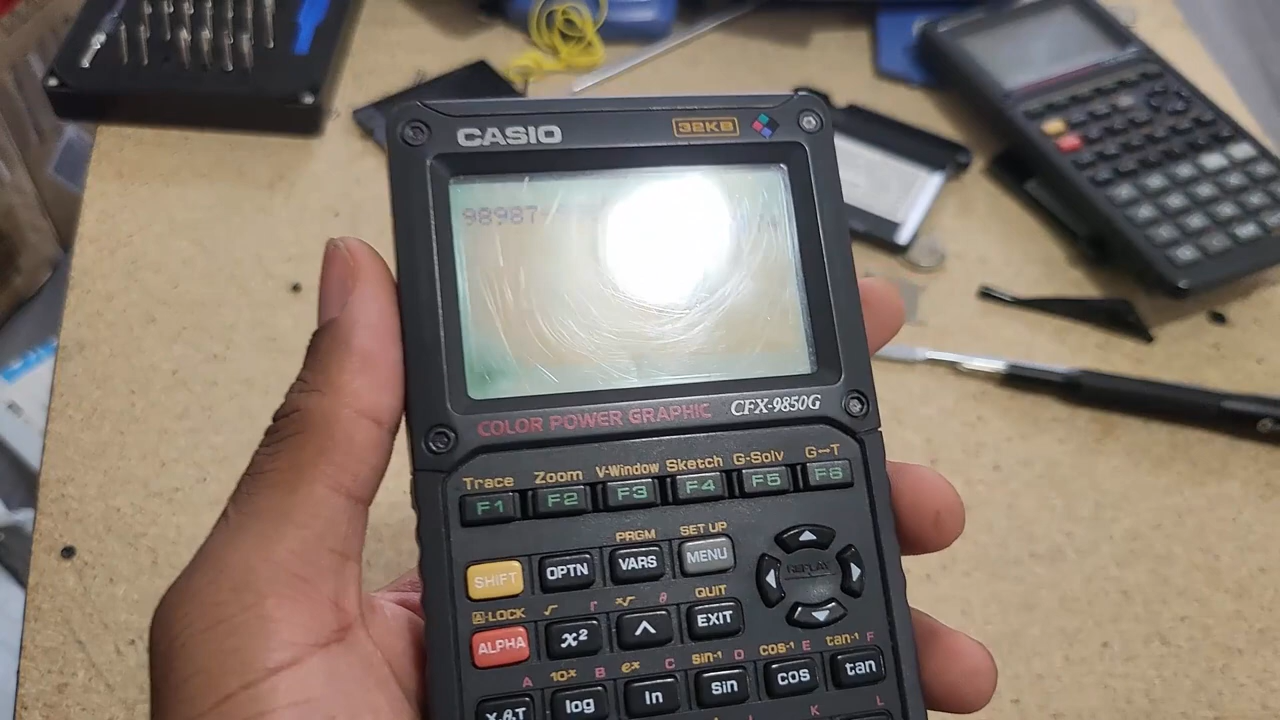 CASIO 32KB
98987
COLOR POWER GRAPHIC CFX-9850G
Trace Zoom V-Window Sketch G-Solv G↔T
F1 F2 F3 F4 F5 F6
PRGM SET UP
SHIFT OPTN VARS MENU
REPLAY
A-LOCK √ r ˣ√ θ QUIT
ALPHA x² ^ EXIT
A 10ˣ B eˣ C sin⁻¹ D cos⁻¹ E tan⁻¹ F
X,θ,T log ln sin cos tan
K L